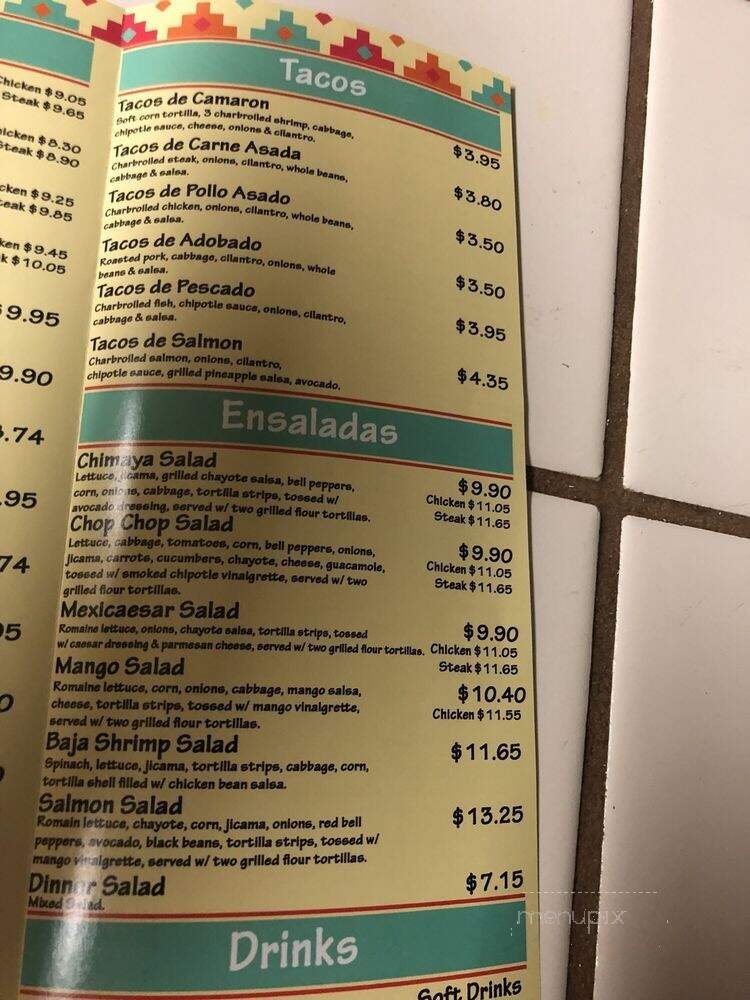 Chicken $9.05
Steak $9.65
$8.30
Steak $8.90
$9.25
$9.85
$9.45
$10.05
$9.95
9.90
.74
.95
74
Tacos
Tacos de Camaron
Soft corn tortilla, 3 charbroiled shrimp, cabbage,
chipotle sauce, cheese, onions & cilantro.
$3.95
Tacos de Carne Asada
Charbroiled steak, onions, cilantro, whole beans,
cabbage & salsa.
$3.80
Tacos de Pollo Asado
Charbroiled chicken, onions, cilantro, whole beans,
cabbage & salsa.
$3.50
Tacos de Adobado
Roasted pork, cabbage, cilantro, onions, whole
beans & salsa.
$3.50
Tacos de Pescado
Charbroiled fish, chipotle sauce, onions, cilantro,
cabbage & salsa.
$3.95
Tacos de Salmon
Charbroiled salmon, onions, cilantro,
chipotle sauce, grilled pineapple salsa, avocado.
$4.35
Ensaladas
Chimaya Salad
Lettuce, jicama, grilled chayote salsa, bell peppers,
corn, onions, cabbage, tortilla strips, tossed w/
avocado dressing, served w/ two grilled flour tortillas.
$9.90
Chicken $11.05
Steak $11.65
Chop Chop Salad
Lettuce, cabbage, tomatoes, corn, bell peppers, onions,
jicama, carrots, cucumbers, chayote, cheese, guacamole,
tossed w/ smoked chipotle vinaigrette, served w/ two
grilled flour tortillas.
$9.90
Chicken $11.05
Steak $11.65
Mexicaesar Salad
Romaine lettuce, onions, chayote salsa, tortilla strips, tossed
w/caesar dressing & parmesan cheese, served w/ two grilled flour tortillas.
$9.90
Chicken $11.05
Steak $11.65
Mango Salad
Romaine lettuce, corn, onions, cabbage, mango salsa,
cheese, tortilla strips, tossed w/ mango vinaigrette,
served w/ two grilled flour tortillas.
$10.40
Chicken $11.55
Baja Shrimp Salad
Spinach, lettuce, jicama, tortilla strips, cabbage, corn,
tortilla shell filled w/ chicken bean salsa.
$11.65
Salmon Salad
Romain lettuce, chayote, corn, jicama, onions, red bell
peppers, avocado, black beans, tortilla strips, tossed w/
mango vinaigrette, served w/ two grilled flour tortillas.
$13.25
Dinner Salad
Mixed Salad.
$7.15
Drinks
Soft Drinks
menupix